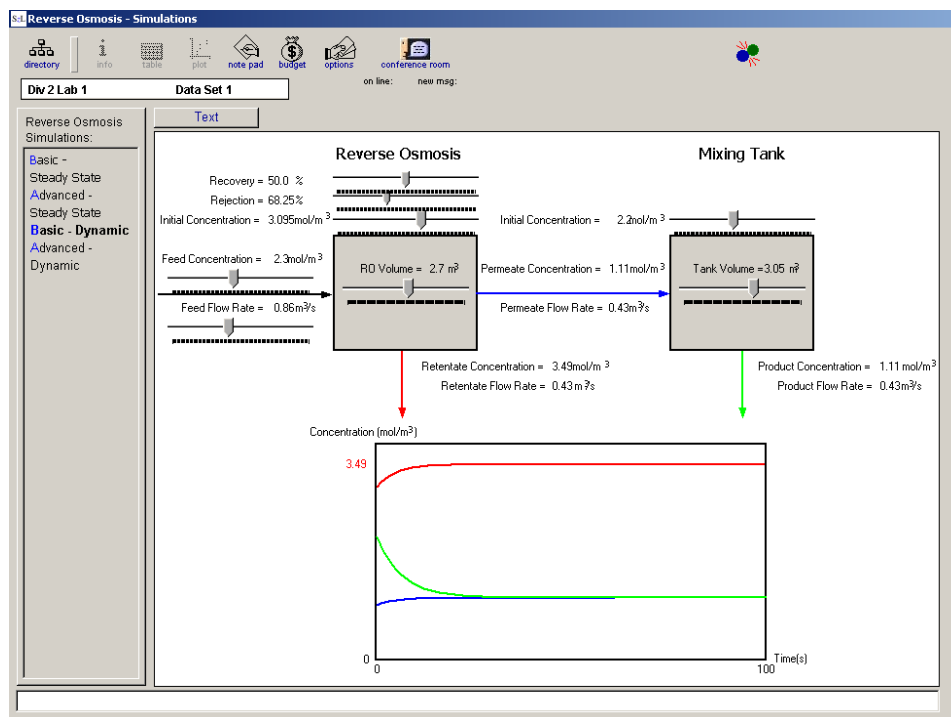 Reverse Osmosis - Simulations
directory info table plot note pad budget options conference room
on line: new msg:
Div 2 Lab 1 Data Set 1
Reverse Osmosis
Simulations:
Basic -
Steady State
Advanced -
Steady State
Basic - Dynamic
Advanced -
Dynamic
Text
Reverse Osmosis Mixing Tank
Recovery = 50.0 %
Rejection = 68.25%
Initial Concentration = 3.095mol/m³ Initial Concentration = 2.2mol/m³
Feed Concentration = 2.3mol/m³ RO Volume = 2.7 m³ Permeate Concentration = 1.11mol/m³ Tank Volume =3.05 m³
Feed Flow Rate = 0.86m³/s Permeate Flow Rate = 0.43m³/s
Retentate Concentration = 3.49mol/m³ Product Concentration = 1.11 mol/m³
Retentate Flow Rate = 0.43 m³/s Product Flow Rate = 0.43m³/s
Concentration (mol/m³)
3.49
0
0 100 Time(s)